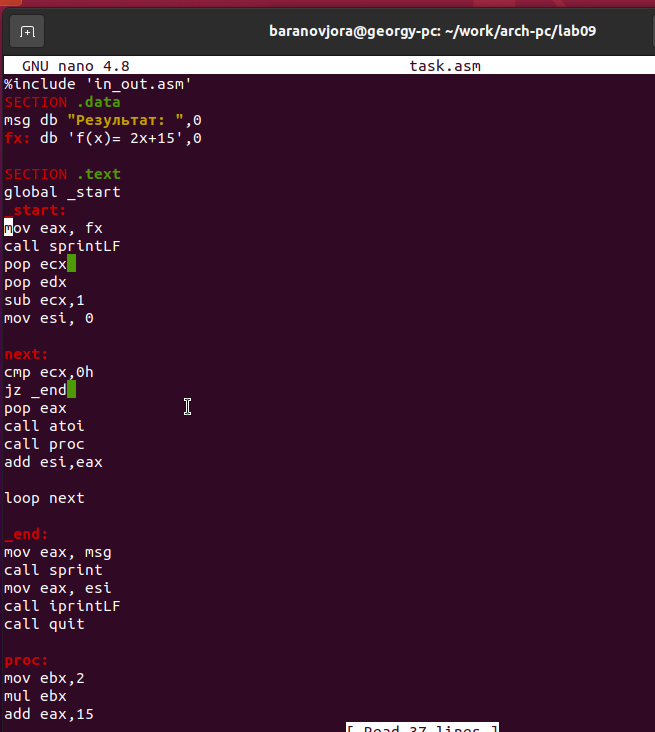 baranovjora@georgy-pc: ~/work/arch-pc/lab09
GNU nano 4.8 task.asm
%include 'in_out.asm'
SECTION .data
msg db "Результат: ",0
fx: db 'f(x)= 2x+15',0
SECTION .text
global _start
_start:
mov eax, fx
call sprintLF
pop ecx
pop edx
sub ecx,1
mov esi, 0
next:
cmp ecx,0h
jz _end
pop eax
call atoi
call proc
add esi,eax
loop next
_end:
mov eax, msg
call sprint
mov eax, esi
call iprintLF
call quit
proc:
mov ebx,2
mul ebx
add eax,15
[ Read 37 lines ]